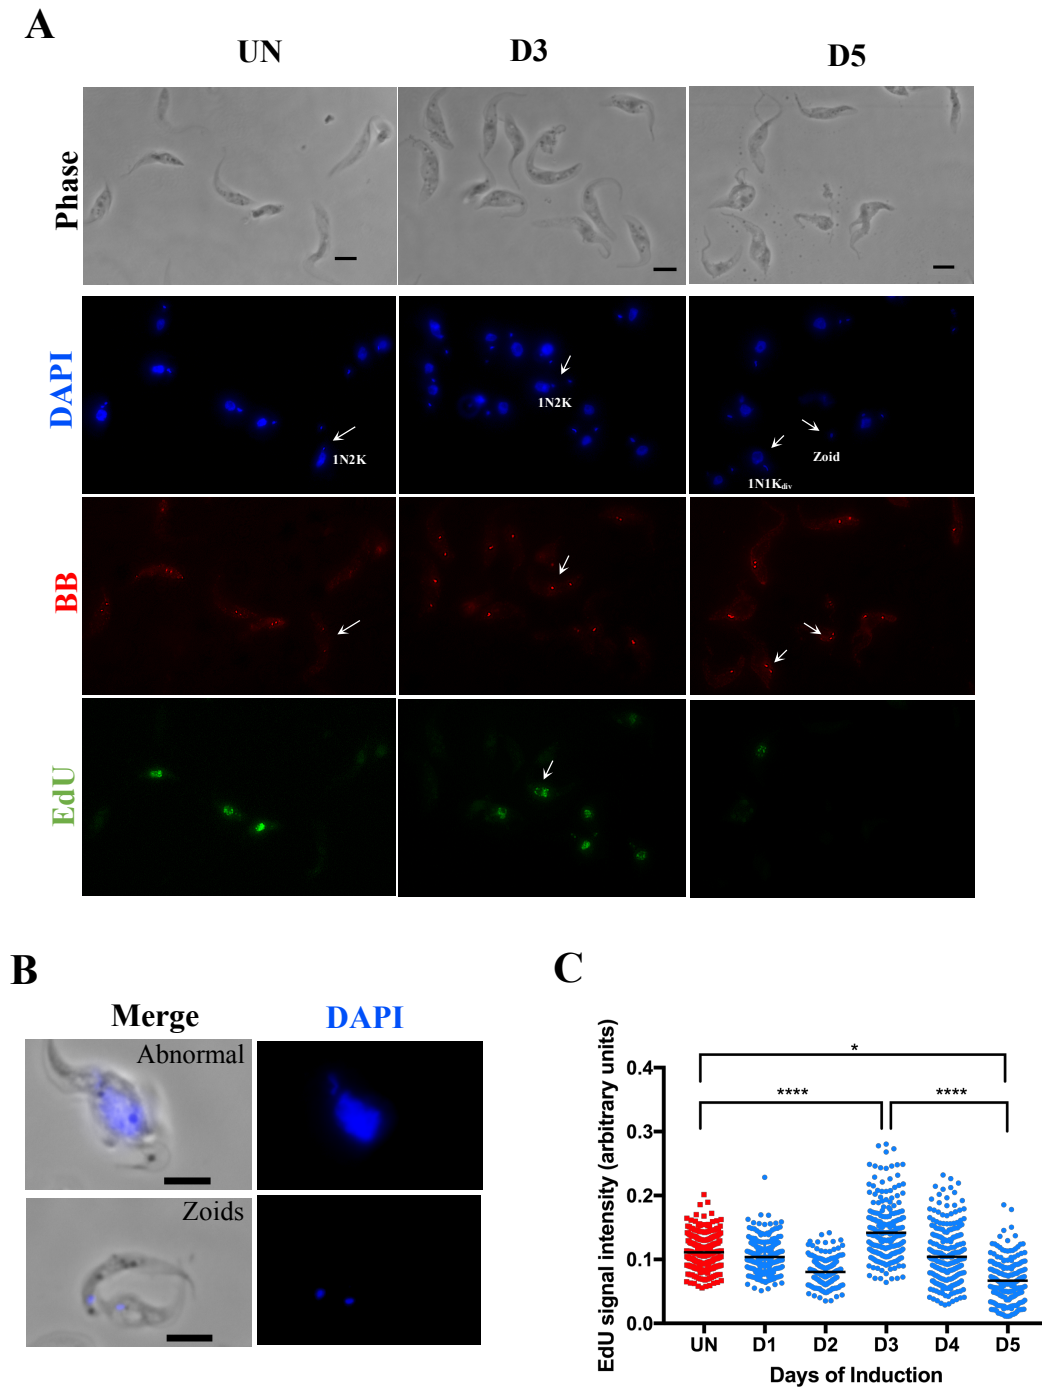 A
UN D3 D5
Phase
DAPI
1N2K
1N2K
Zoid
1N1Kdiv
BB
EdU
B
Merge DAPI
Abnormal
Zoids
C
EdU signal intensity (arbitrary units)
*
**** ****
0.4
0.3
0.2
0.1
0.0
UN D1 D2 D3 D4 D5
Days of Induction